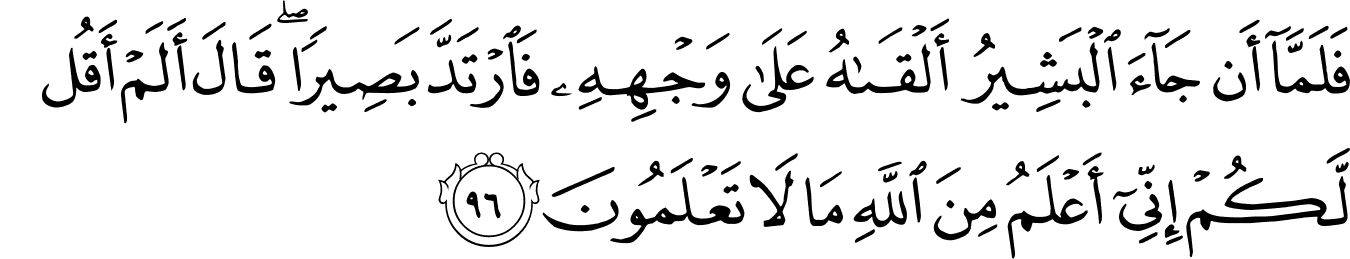 فَلَمَّآ أَن جَآءَ ٱلْبَشِيرُ أَلْقَىٰهُ عَلَىٰ وَجْهِهِۦ فَٱرْتَدَّ بَصِيرًا ۖ قَالَ أَلَمْ أَقُل
لَّكُمْ إِنِّىٓ أَعْلَمُ مِنَ ٱللَّهِ مَا لَا تَعْلَمُونَ ٩٦